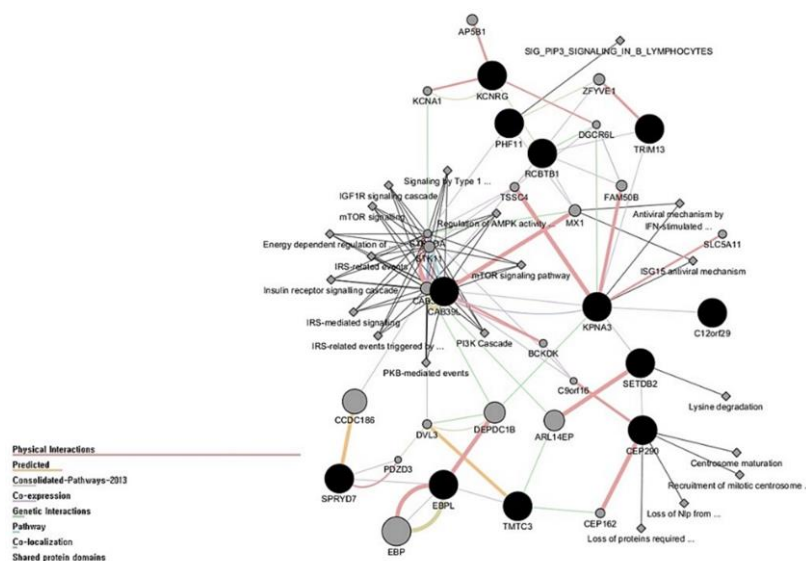 AP5B1
SIG_PIP3_SIGNALING_IN_B_LYMPHOCYTES
KCNRG
ZFYVE1
KCNA1
PHF11
DGCR6L
TRIM13
RCBTB1
Signaling by Type 1 ...
TSSC4
FAM50B
IGF1R signaling cascade
mTOR signalling
Regulation of AMPK activity ...
MX1
Antiviral mechanism by
IFN-stimulated ...
SLC5A11
Energy dependent regulation of
STK11
IRS-related events
mTOR signaling pathway
ISG15 antiviral mechanism
Insulin receptor signalling cascade
CAB39L
KPNA3
C12orf29
IRS-mediated signalling
IRS-related events triggered by ...
PI3K Cascade
BCKDK
PKB-mediated events
C9orf16
SETDB2
Lysine degradation
CCDC186
DVL3
DEPDC1B
ARL14EP
CEP290
Centrosome maturation
Recruitment of mitotic centrosome ...
PDZD3
SPRYD7
EBPL
TMTC3
CEP162
Loss of Nlp from ...
Loss of proteins required ...
EBP
Physical Interactions
Predicted
Consolidated-Pathways-2013
Co-expression
Genetic Interactions
Pathway
Co-localization
Shared protein domains